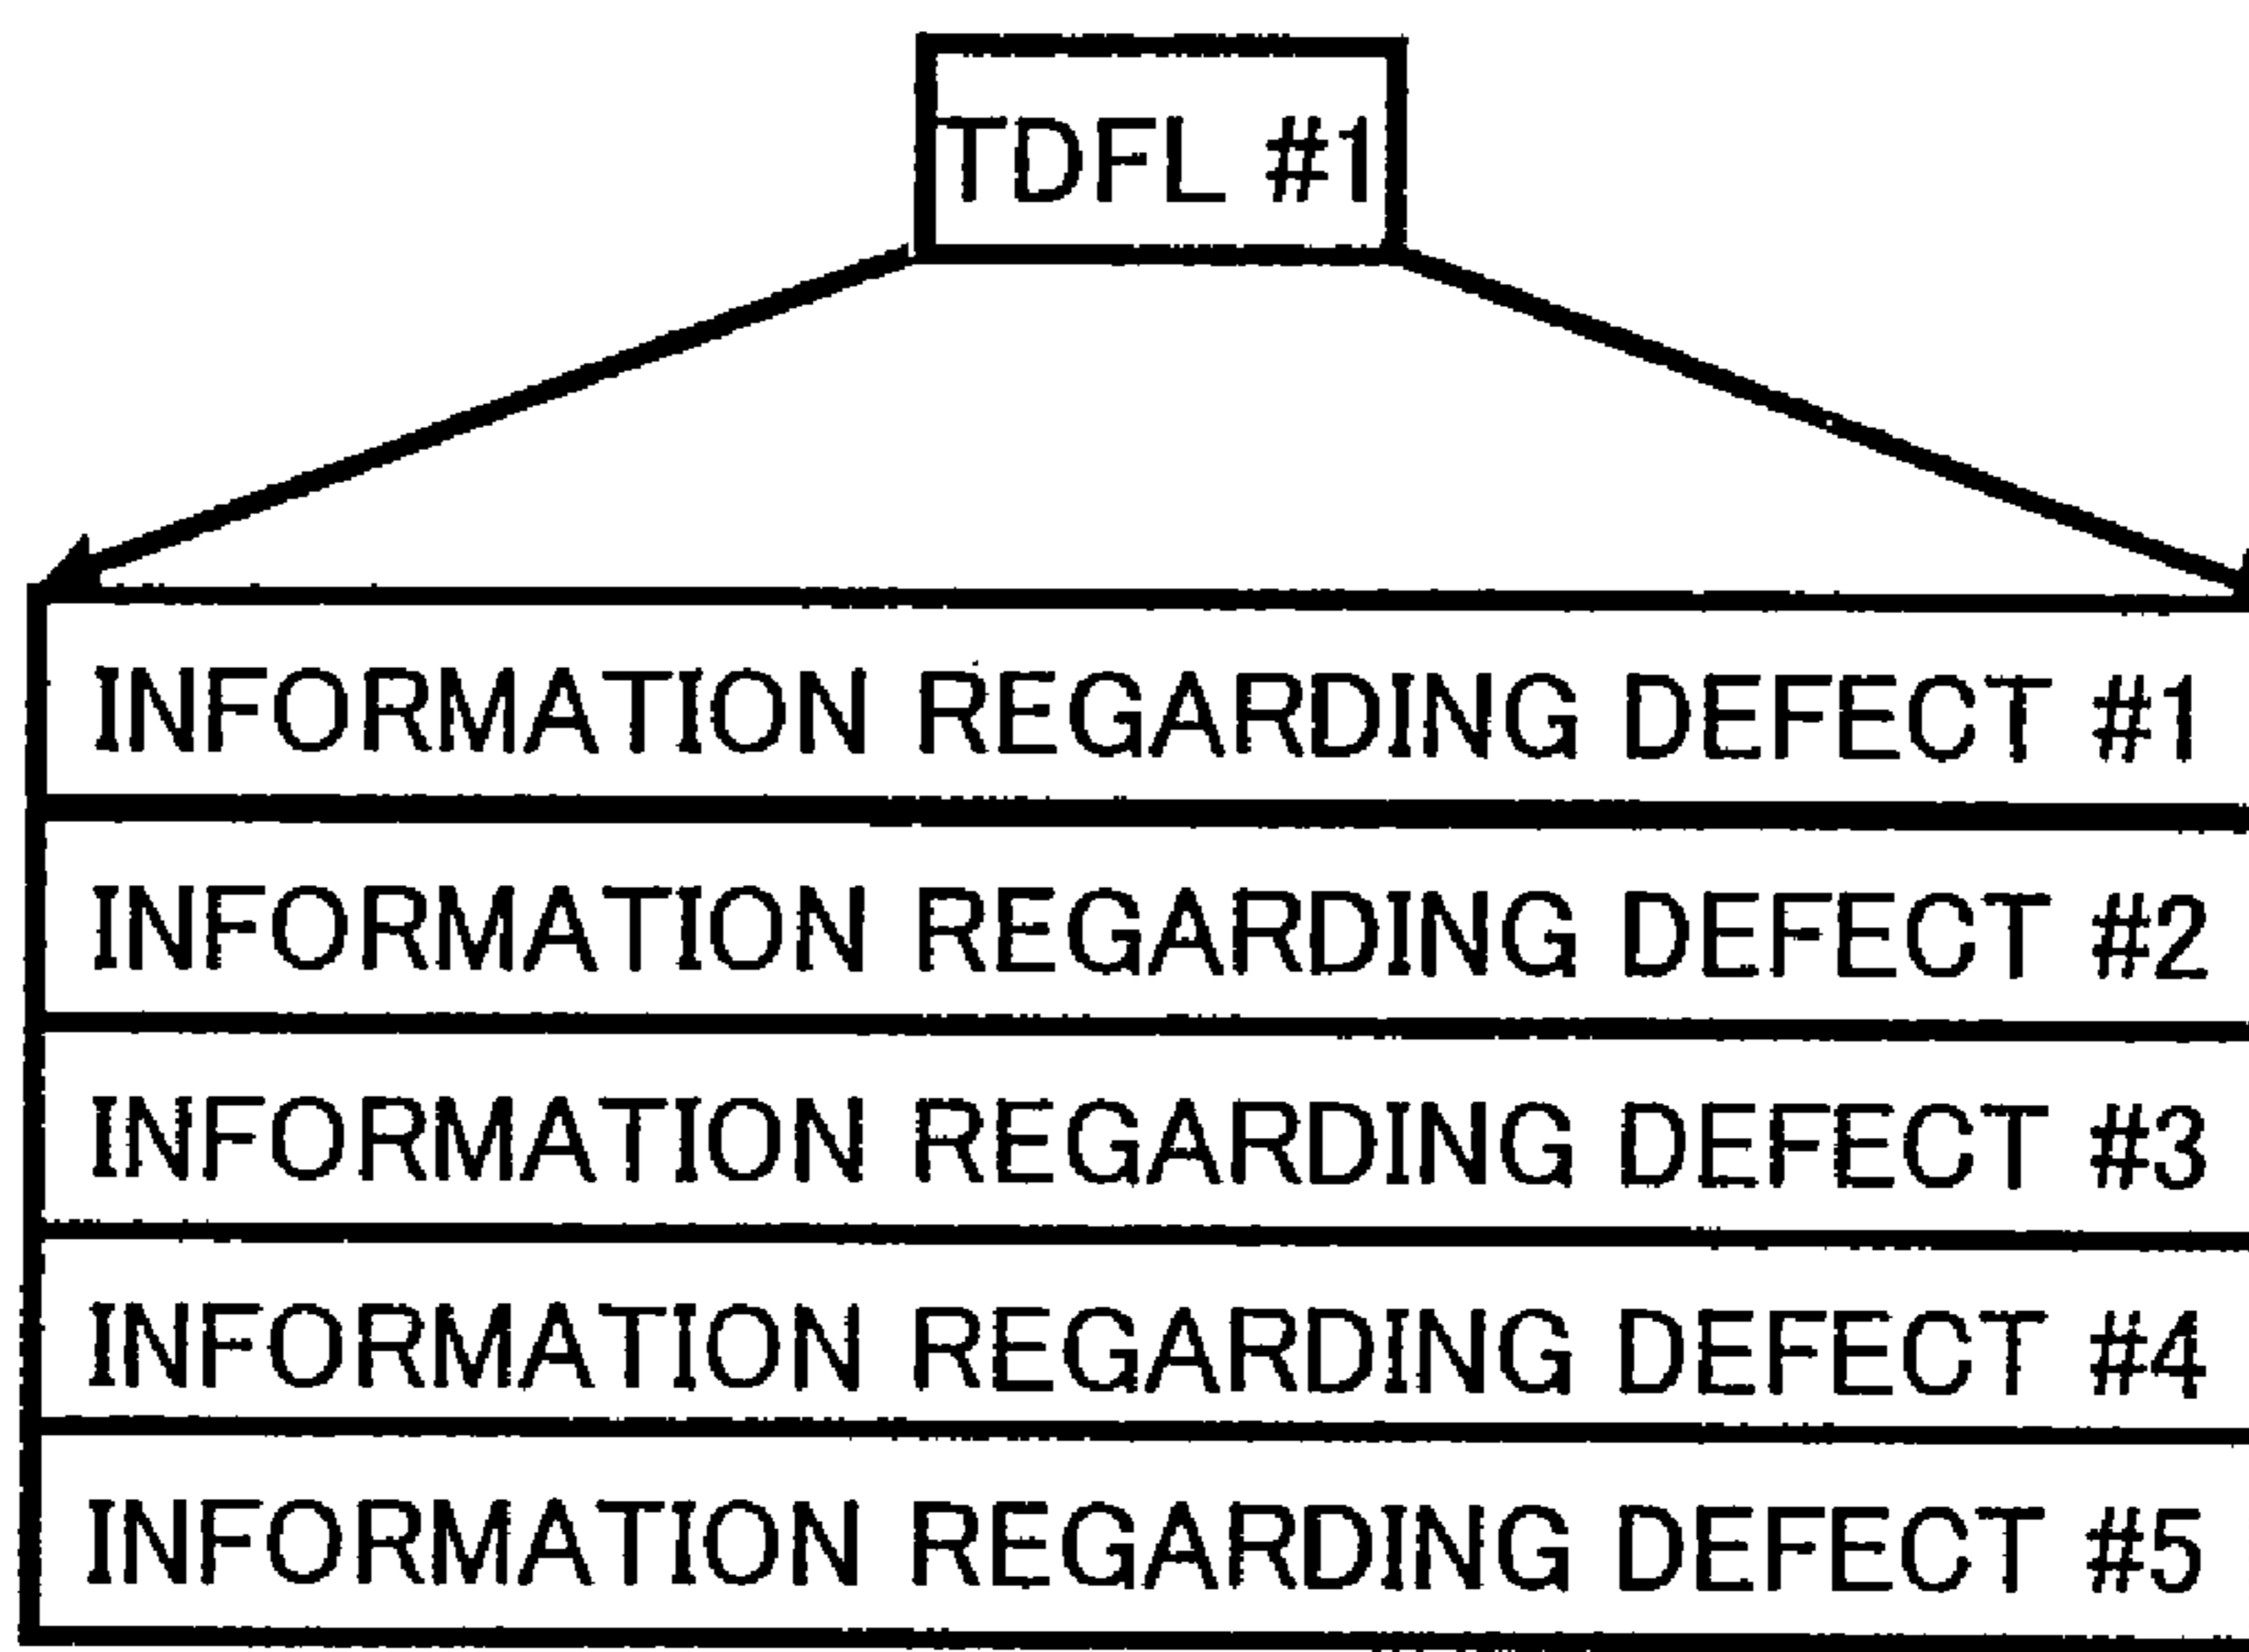 TDFL #1
INFORMATION REGARDING DEFECT #1
INFORMATION REGARDING DEFECT #2
INFORMATION REGARDING DEFECT #3
INFORMATION REGARDING DEFECT #4
INFORMATION REGARDING DEFECT #5